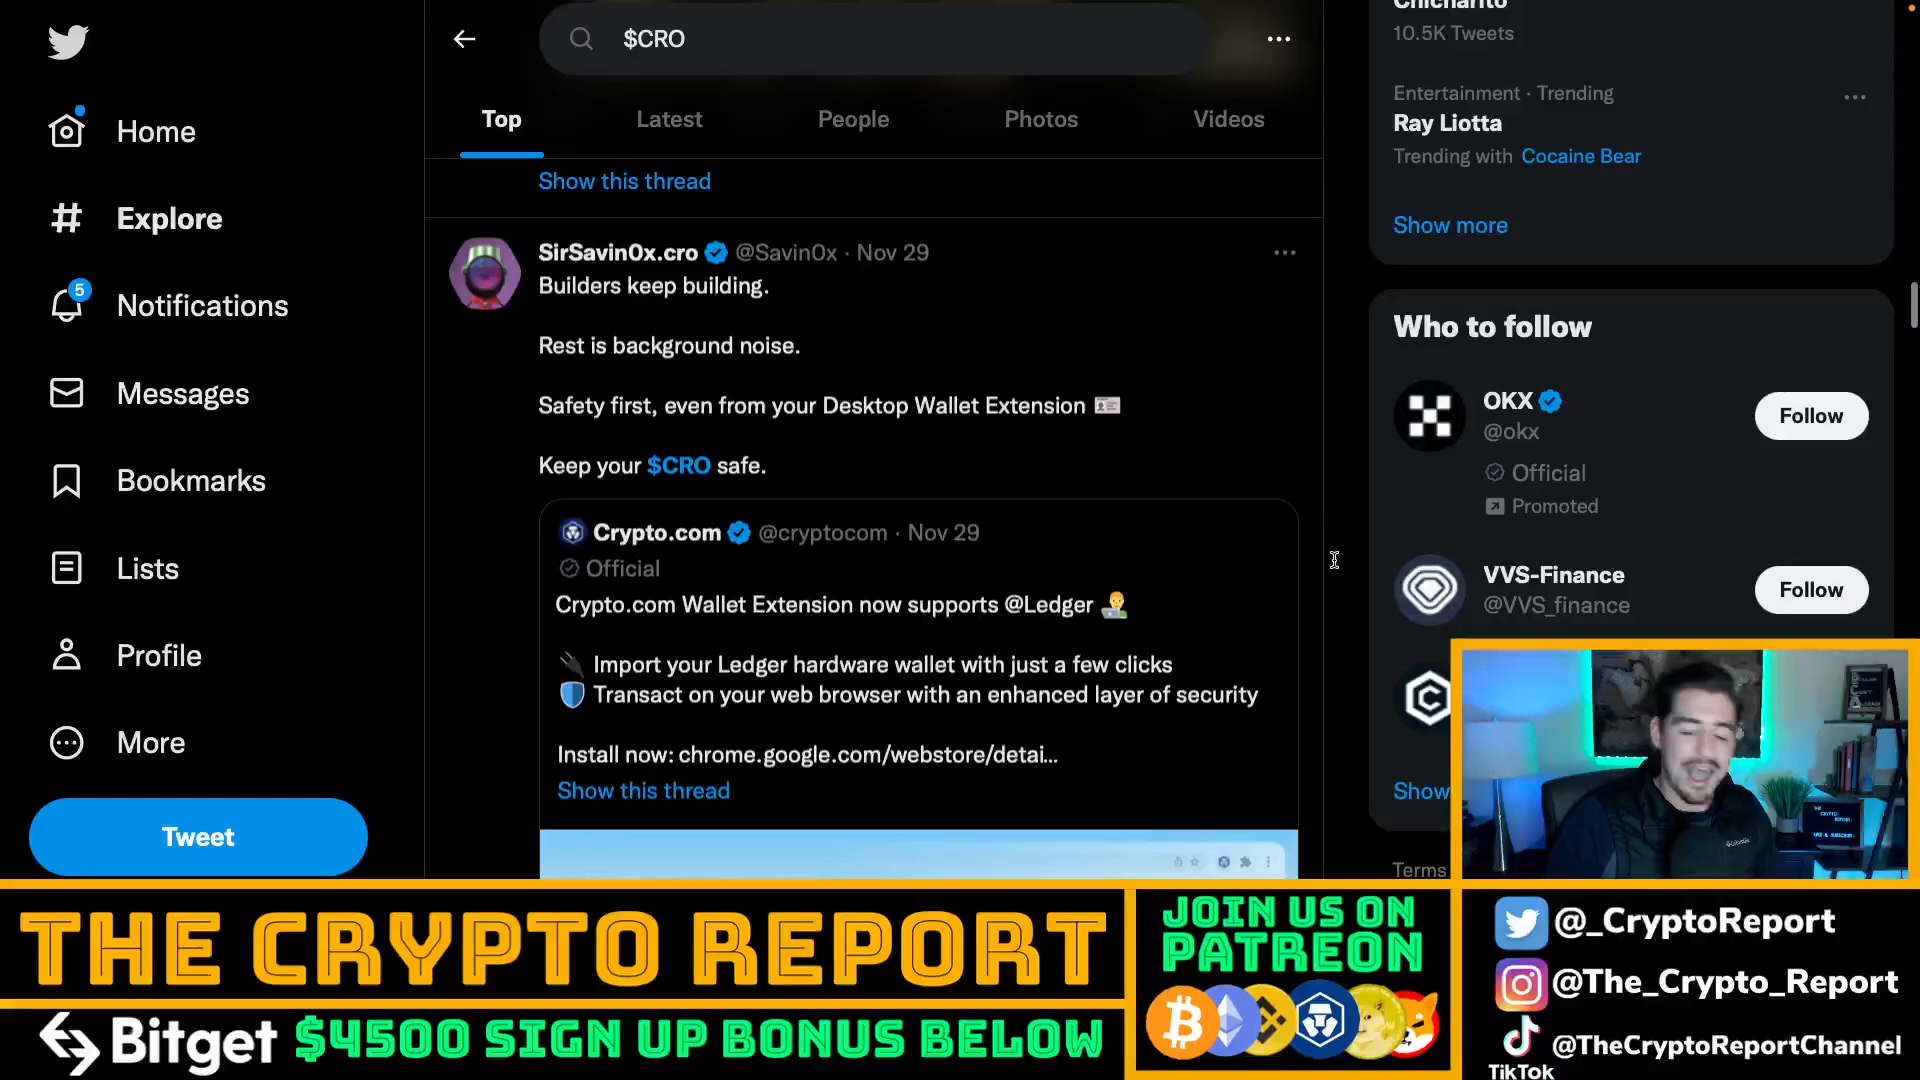 $CRO
Top
Latest
People
Photos
Videos
Home
Explore
5
Notifications
Messages
Bookmarks
Lists
Profile
More
Tweet
Show this thread
SirSavin0x.cro @Savin0x · Nov 29
Builders keep building.
Rest is background noise.
Safety first, even from your Desktop Wallet Extension
Keep your $CRO safe.
Crypto.com @cryptocom · Nov 29
Official
Crypto.com Wallet Extension now supports @Ledger
Import your Ledger hardware wallet with just a few clicks
Transact on your web browser with an enhanced layer of security
Install now: chrome.google.com/webstore/detai...
Show this thread
Chicharito
10.5K Tweets
Entertainment · Trending
Ray Liotta
Trending with Cocaine Bear
Show more
Who to follow
OKX
@okx
Official
Promoted
Follow
VVS-Finance
@VVS_finance
Follow
Show
Terms
THE CRYPTO REPORT
Bitget $4500 SIGN UP BONUS BELOW
JOIN US ON
PATREON
@_CryptoReport
@The_Crypto_Report
@TheCryptoReportChannel
TikTok